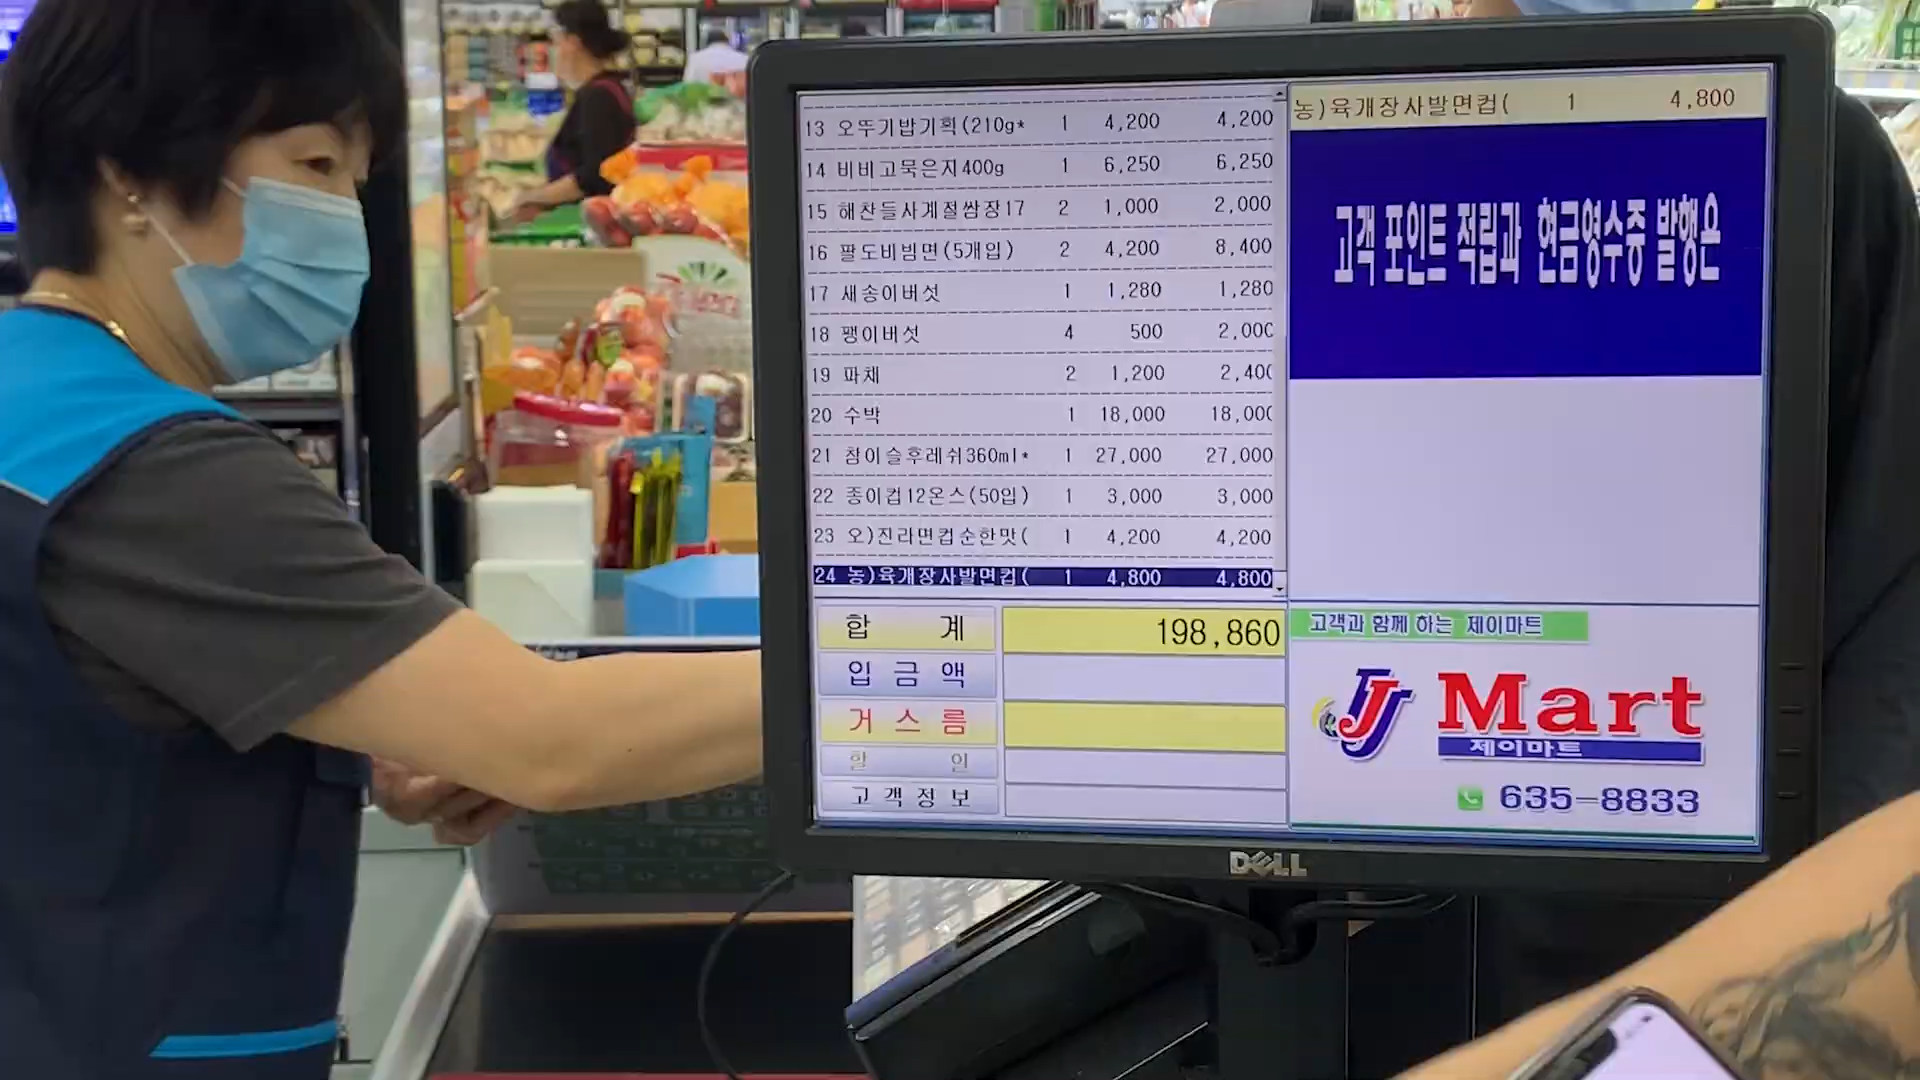 13 오뚜기밥기획(210g* 1 4,200 4,200
14 비비고묵은지400g 1 6,250 6,250
15 해찬들사계절쌈장17 2 1,000 2,000
16 팔도비빔면(5개입) 2 4,200 8,400
17 새송이버섯 1 1,280 1,280
18 팽이버섯 4 500 2,000
19 파채 2 1,200 2,400
20 수박 1 18,000 18,000
21 참이슬후레쉬360ml* 1 27,000 27,000
22 종이컵12온스(50입) 1 3,000 3,000
23 오)진라면컵순한맛( 1 4,200 4,200
24 농)육개장사발면컵( 1 4,800 4,800
합 계 198,860
입 금 액
거 스 름
할 인
고 객 정 보
농)육개장사발면컵( 1 4,800
고객 포인트 적립과 현금영수증 발행은
고객과 함께 하는 제이마트
J Mart
제이마트
635-8833
DELL